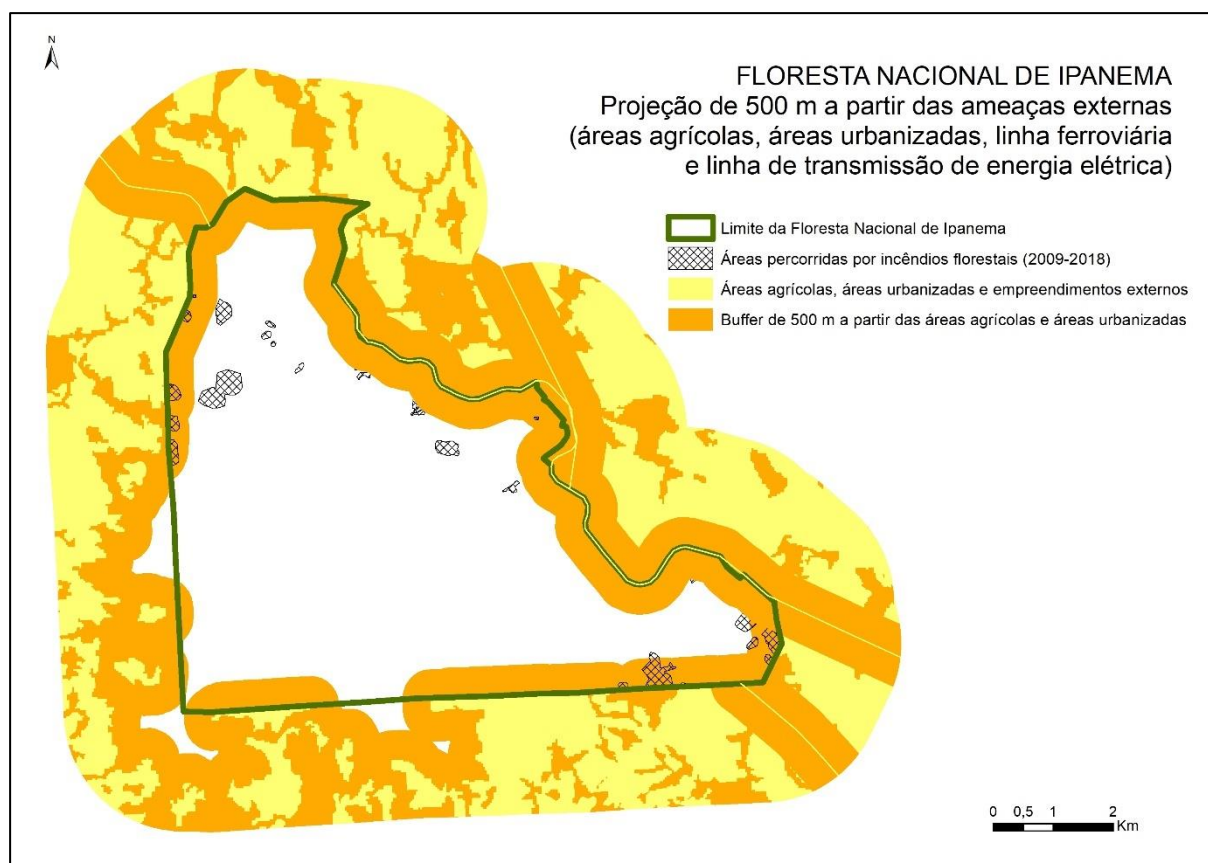 N
FLORESTA NACIONAL DE IPANEMA
Projeção de 500 m a partir das ameaças externas
(áreas agrícolas, áreas urbanizadas, linha ferroviária
e linha de transmissão de energia elétrica)
Limite da Floresta Nacional de Ipanema
Áreas percorridas por incêndios florestais (2009-2018)
Áreas agrícolas, áreas urbanizadas e empreendimentos externos
Buffer de 500 m a partir das áreas agrícolas e áreas urbanizadas
0 0,5 1 2
Km